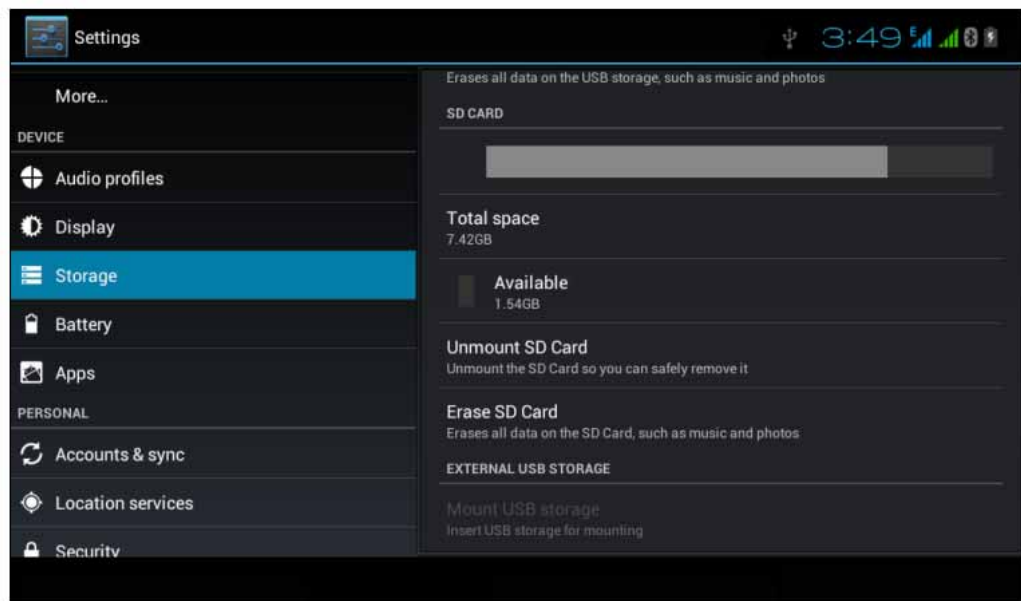 Settings
3:49
E
More...
DEVICE
Audio profiles
Display
Storage
Battery
Apps
PERSONAL
Accounts & sync
Location services
Security
Erases all data on the USB storage, such as music and photos
SD CARD
Total space
7.42GB
Available
1.54GB
Unmount SD Card
Unmount the SD Card so you can safely remove it
Erase SD Card
Erases all data on the SD Card, such as music and photos
EXTERNAL USB STORAGE
Mount USB storage
Insert USB storage for mounting